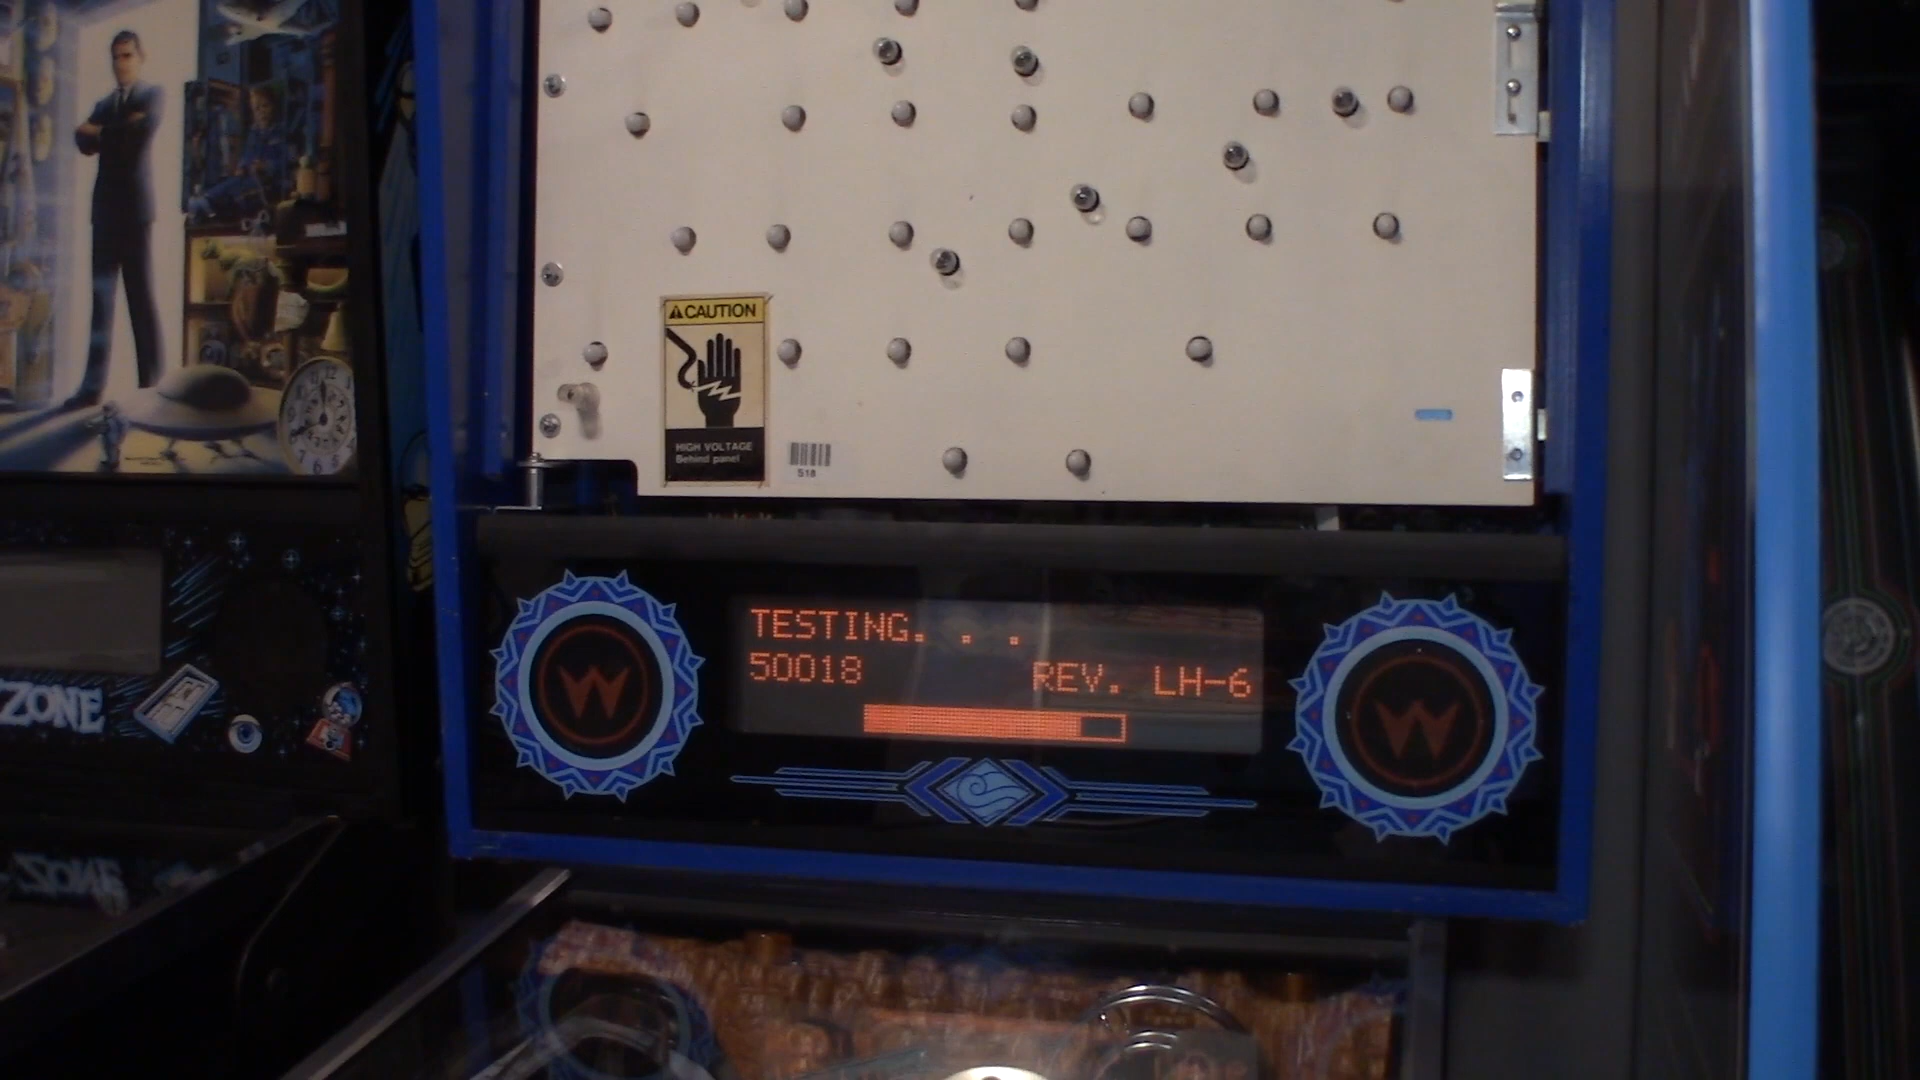 CAUTION
HIGH VOLTAGE
Behind panel
518
TESTING. . .
50018 REV. LH-6
W
W
ZONE